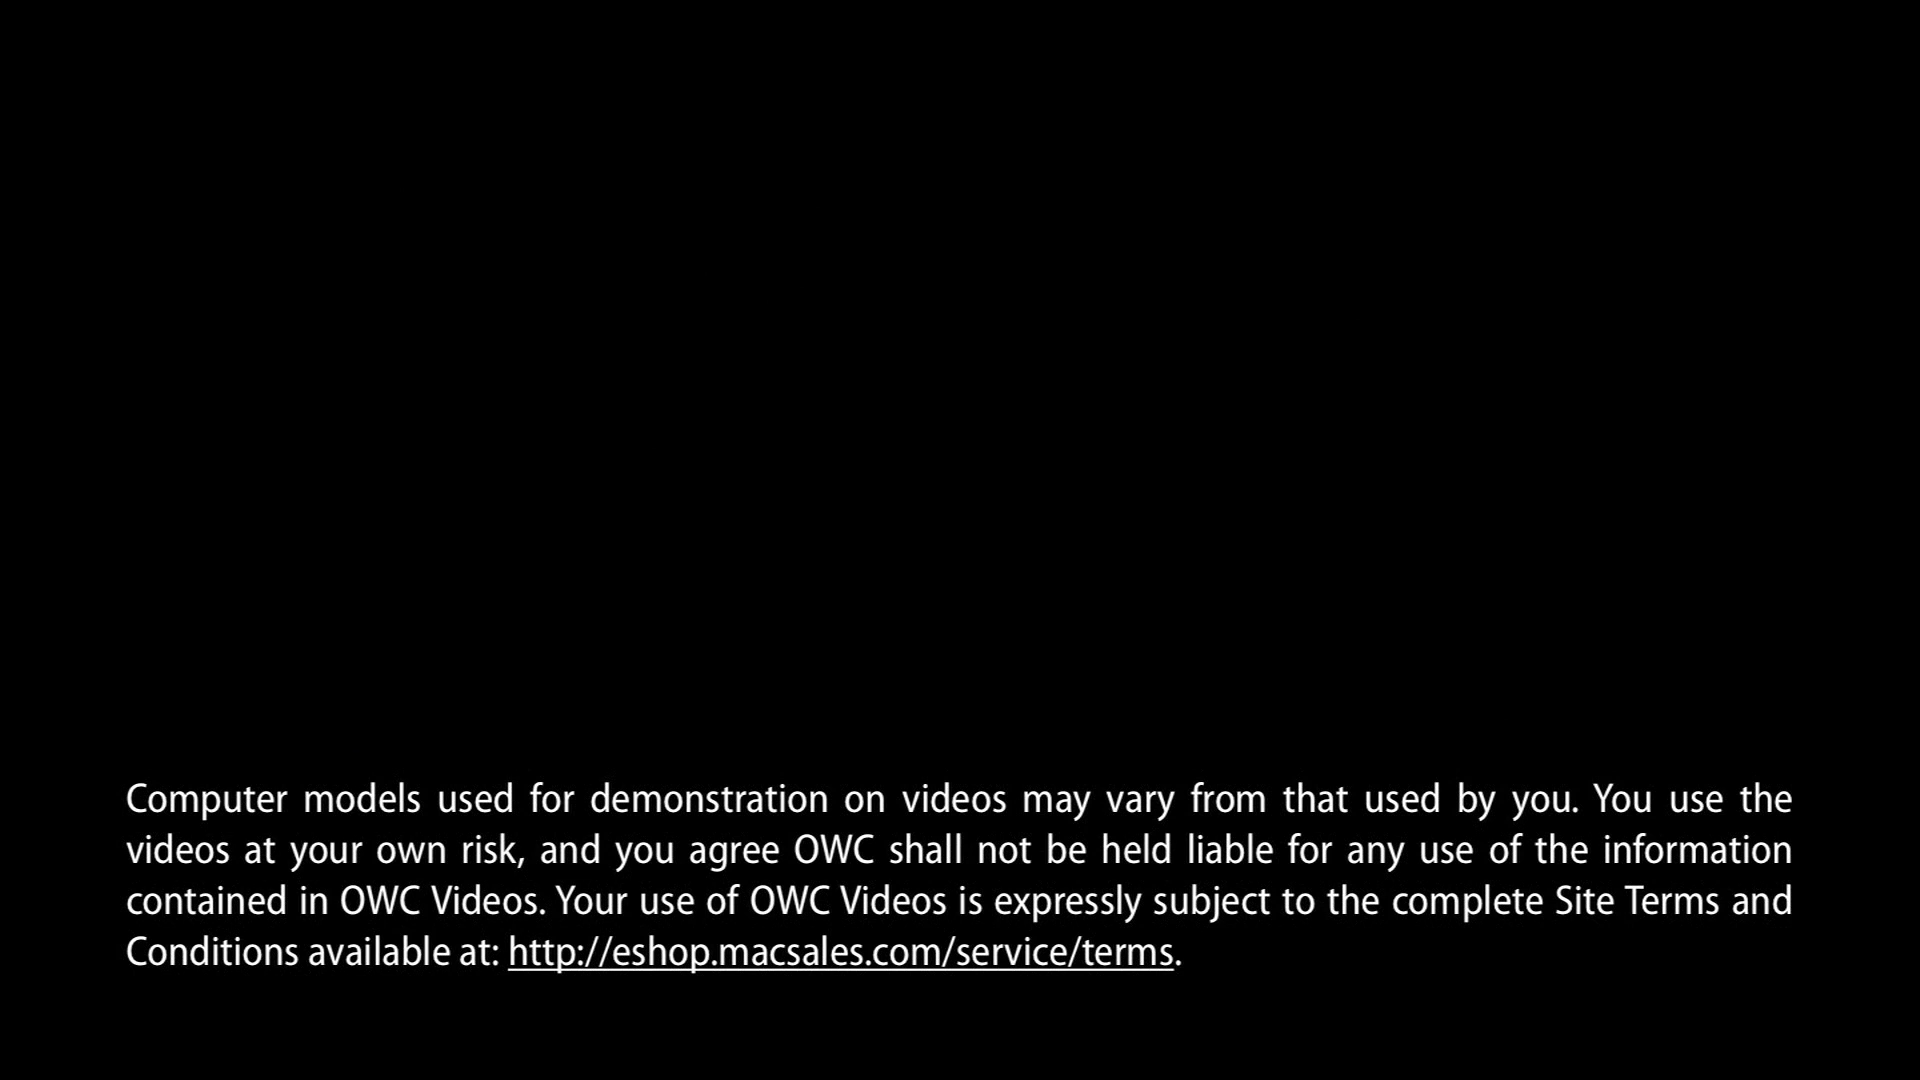 Computer models used for demonstration on videos may vary from that used by you. You use the
videos at your own risk, and you agree OWC shall not be held liable for any use of the information
contained in OWC Videos. Your use of OWC Videos is expressly subject to the complete Site Terms and
Conditions available at: http://eshop.macsales.com/service/terms.